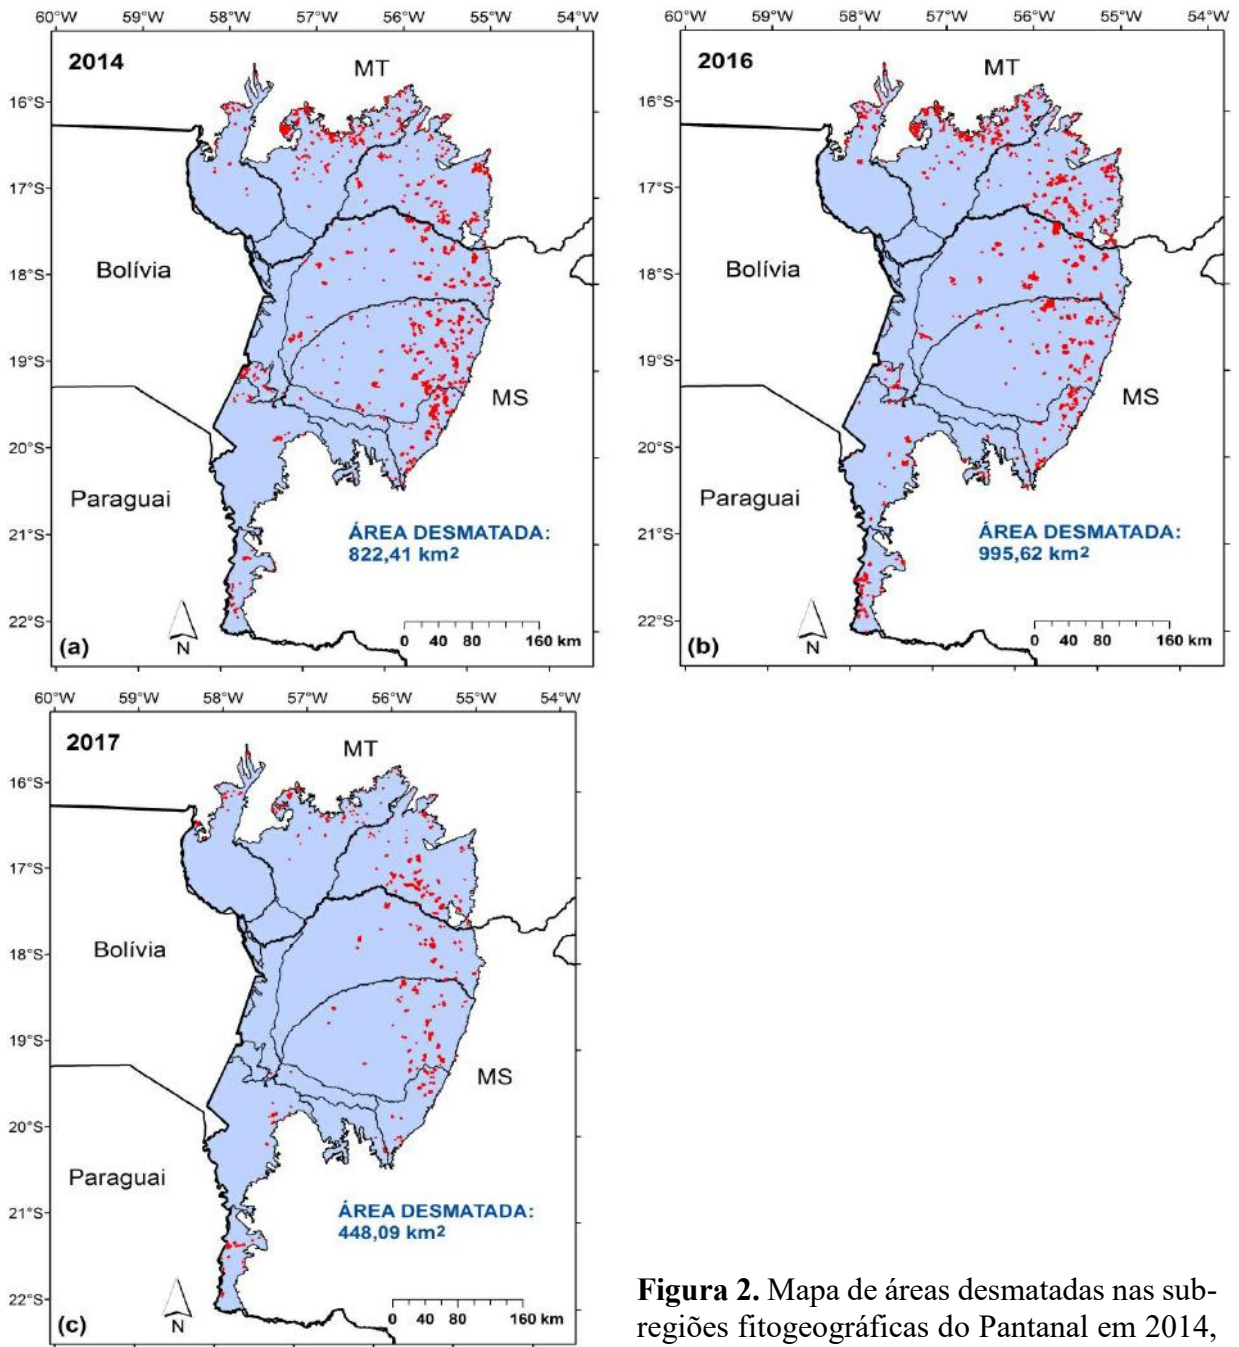 60°W 59°W 58°W 57°W 56°W 55°W 54°W
2014
MT
16°S
17°S
18°S
Bolívia
19°S
MS
20°S
Paraguai
21°S
ÁREA DESMATADA:
822,41 km²
22°S
(a)
N
0 40 80 160 km
60°W 59°W 58°W 57°W 56°W 55°W 54°W
2016
MT
16°S
17°S
18°S
Bolívia
19°S
MS
20°S
Paraguai
21°S
ÁREA DESMATADA:
995,62 km²
22°S
(b)
N
0 40 80 160 km
60°W 59°W 58°W 57°W 56°W 55°W 54°W
2017
MT
16°S
17°S
18°S
Bolívia
19°S
MS
20°S
Paraguai
21°S
ÁREA DESMATADA:
448,09 km²
22°S
(c)
N
0 40 80 160 km
Figura 2. Mapa de áreas desmatadas nas sub-
regiões fitogeográficas do Pantanal em 2014,